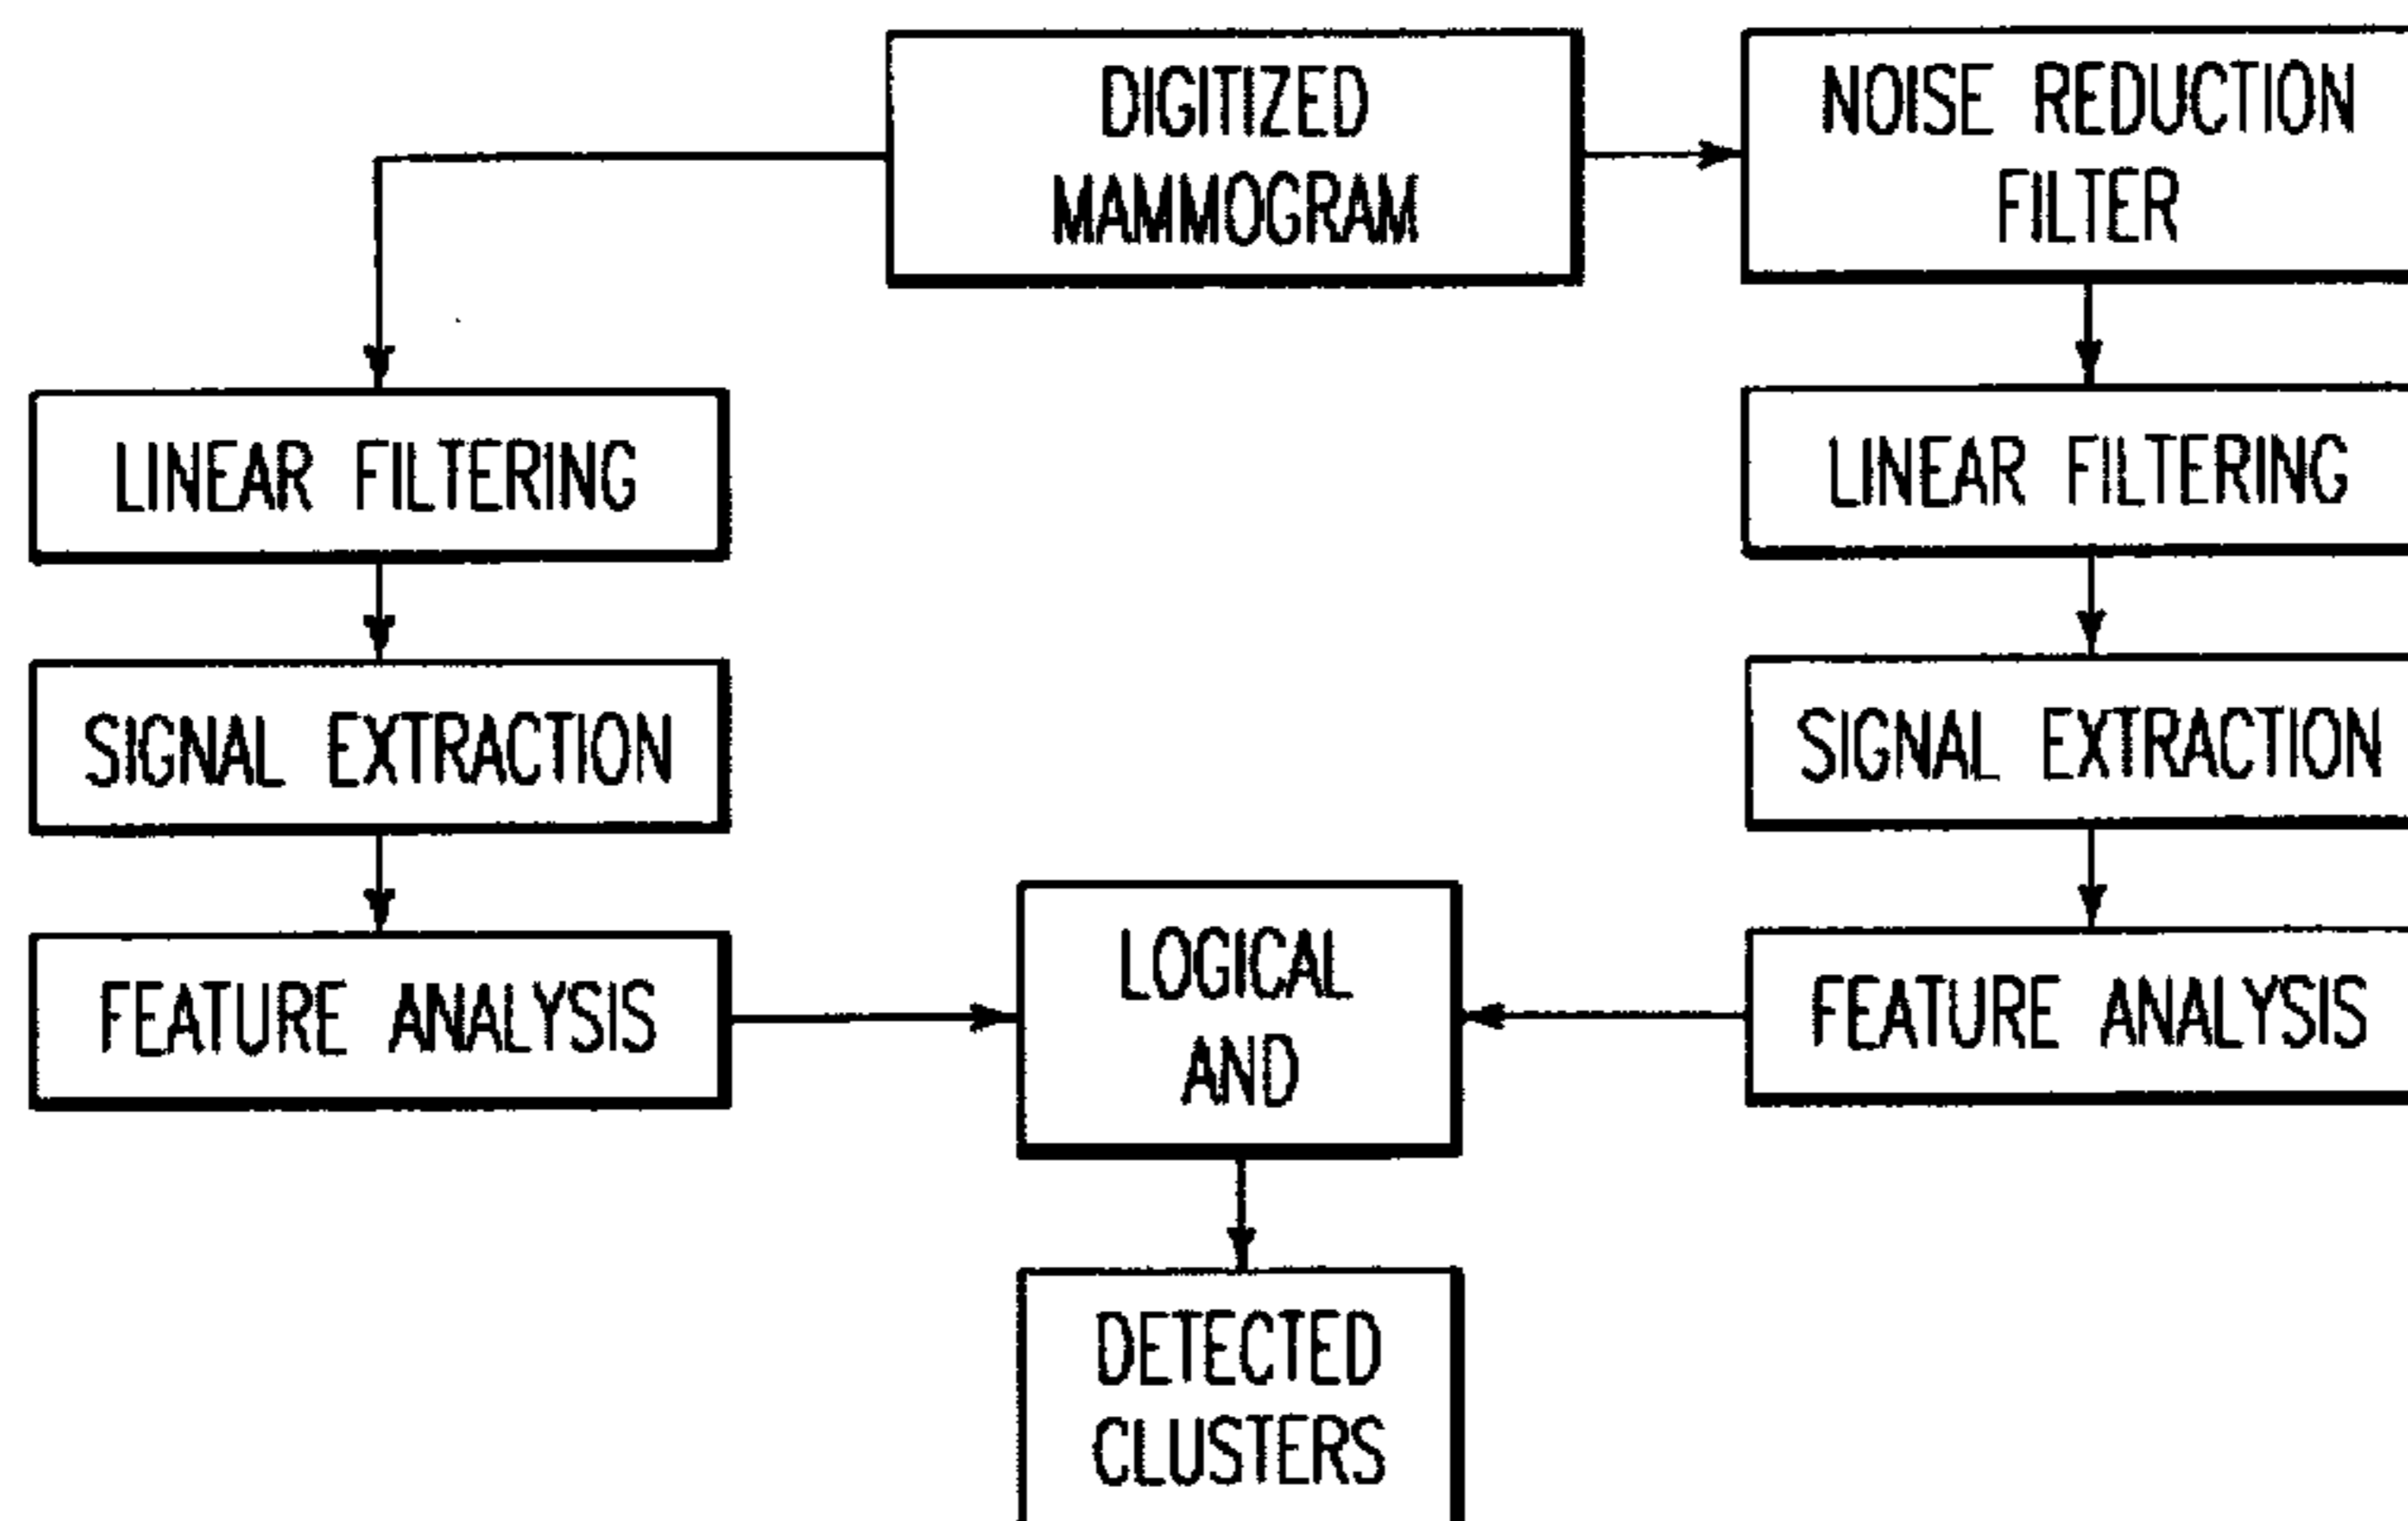 DIGITIZED
MAMMOGRAM
NOISE REDUCTION
FILTER
LINEAR FILTERING
LINEAR FILTERING
SIGNAL EXTRACTION
SIGNAL EXTRACTION
FEATURE ANALYSIS
LOGICAL
AND
FEATURE ANALYSIS
DETECTED
CLUSTERS